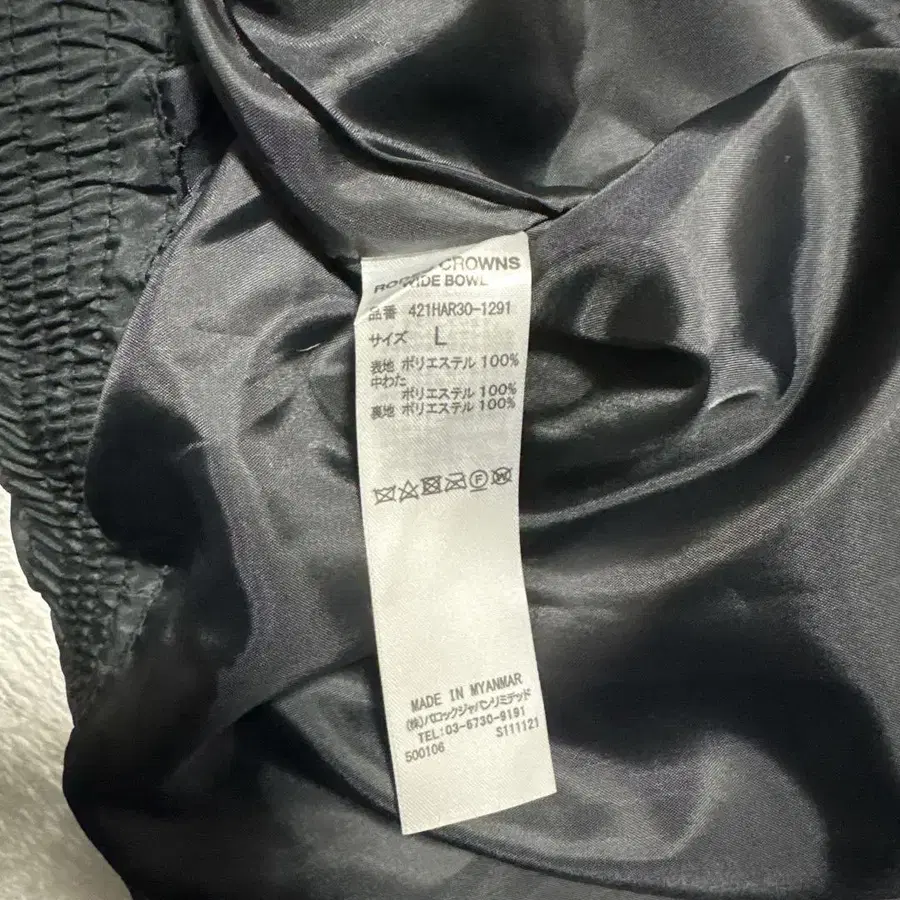 CROWNS
WIDE BOWL
品番 421HAR30-1291
サイズ L
表地 ポリエステル 100%
中わた
ポリエステル 100%
裏地 ポリエステル 100%
F
MADE IN MYANMAR
(株)バロックジャパンリミテッド
TEL:03-6730-9191
500106 S111121